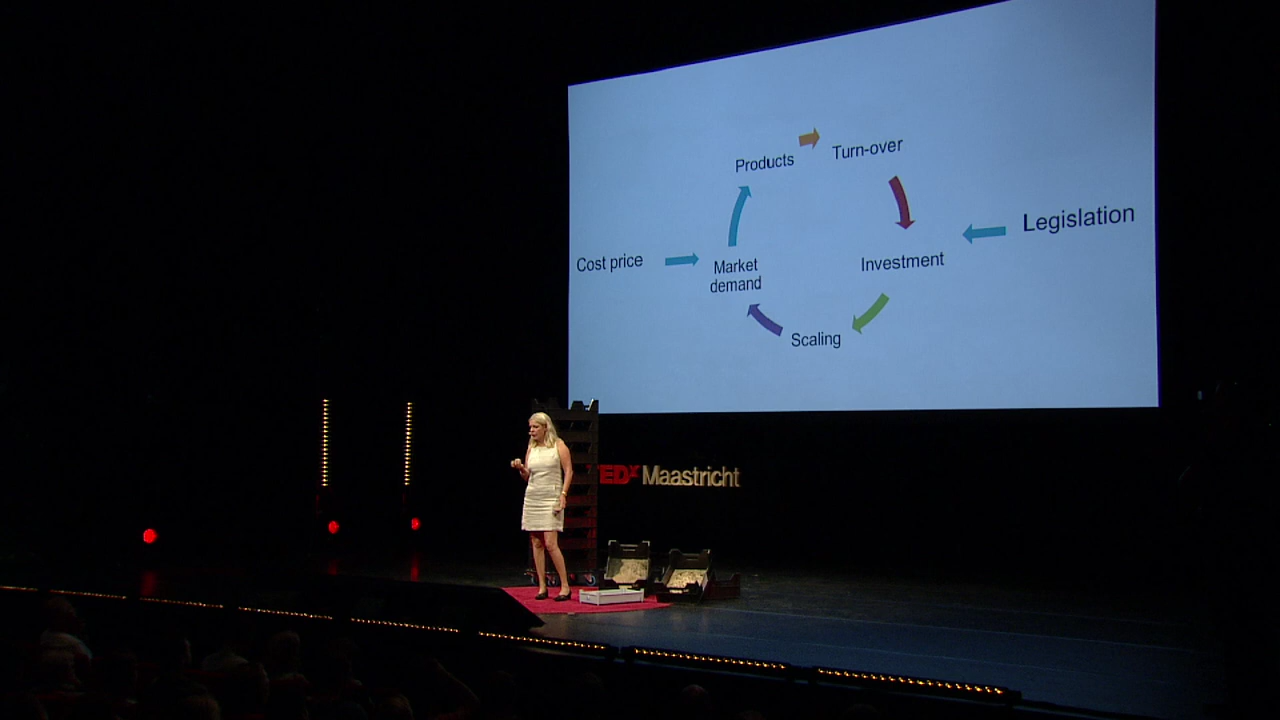 Products
Turn-over
Legislation
Cost price
Market
demand
Investment
Scaling
TEDx Maastricht